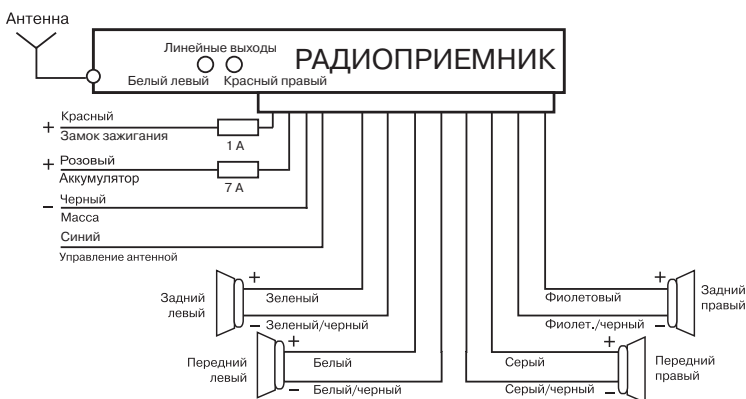 Антенна
Линейные выходы
РАДИОПРИЕМНИК
Белый левый Красный правый
+ Красный
Замок зажигания
1 А
+ Розовый
Аккумулятор
7 А
− Черный
Масса
Синий
Управление антенной
Задний
левый
+ Зеленый
− Зеленый/черный
Передний
левый
+ Белый
− Белый/черный
Фиолетовый +
Фиолет./черный −
Задний
правый
Серый +
Серый/черный −
Передний
правый